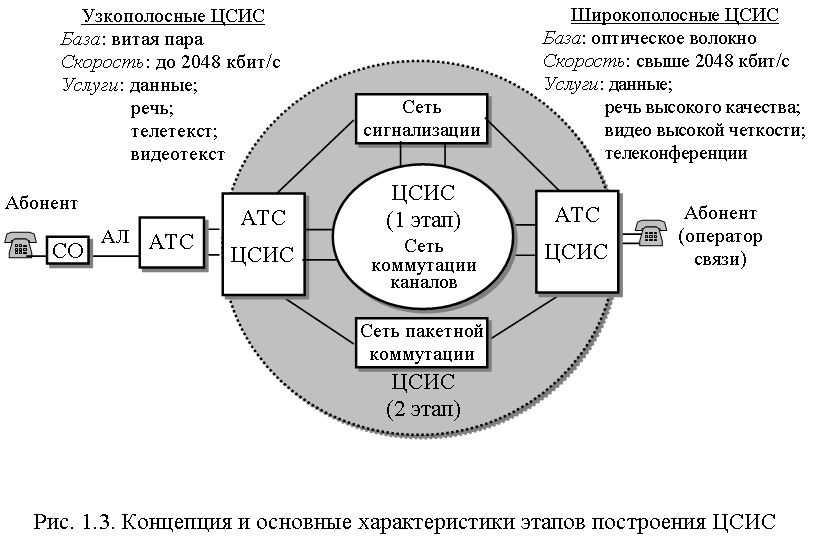 Узкополосные ЦСИС
База: витая пара
Скорость: до 2048 кбит/с
Услуги: данные;
речь;
телетекст;
видеотекст
Широкополосные ЦСИС
База: оптическое волокно
Скорость: свыше 2048 кбит/с
Услуги: данные;
речь высокого качества;
видео высокой четкости;
телеконференции
Сеть
сигнализации
Абонент
СО
АЛ
АТС
АТС
ЦСИС
ЦСИС
(1 этап)
Сеть
коммутации
каналов
АТС
ЦСИС
Абонент
(оператор
связи)
Сеть пакетной
коммутации
ЦСИС
(2 этап)
Рис. 1.3. Концепция и основные характеристики этапов построения ЦСИС